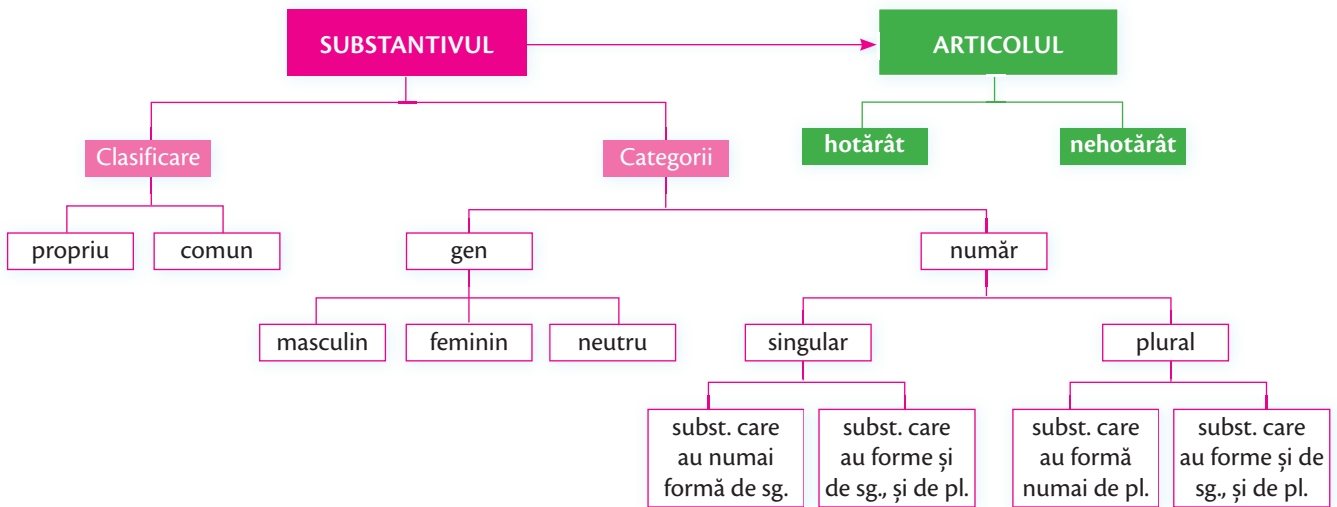 SUBSTANTIVUL
ARTICOLUL
hotărât
nehotărât
Clasificare
Categorii
propriu
comun
gen
număr
masculin
feminin
neutru
singular
plural
subst. care
au numai
formă de sg.
subst. care
au forme și
de sg., și de pl.
subst. care
au formă
numai de pl.
subst. care
au forme și de
sg., și de pl.